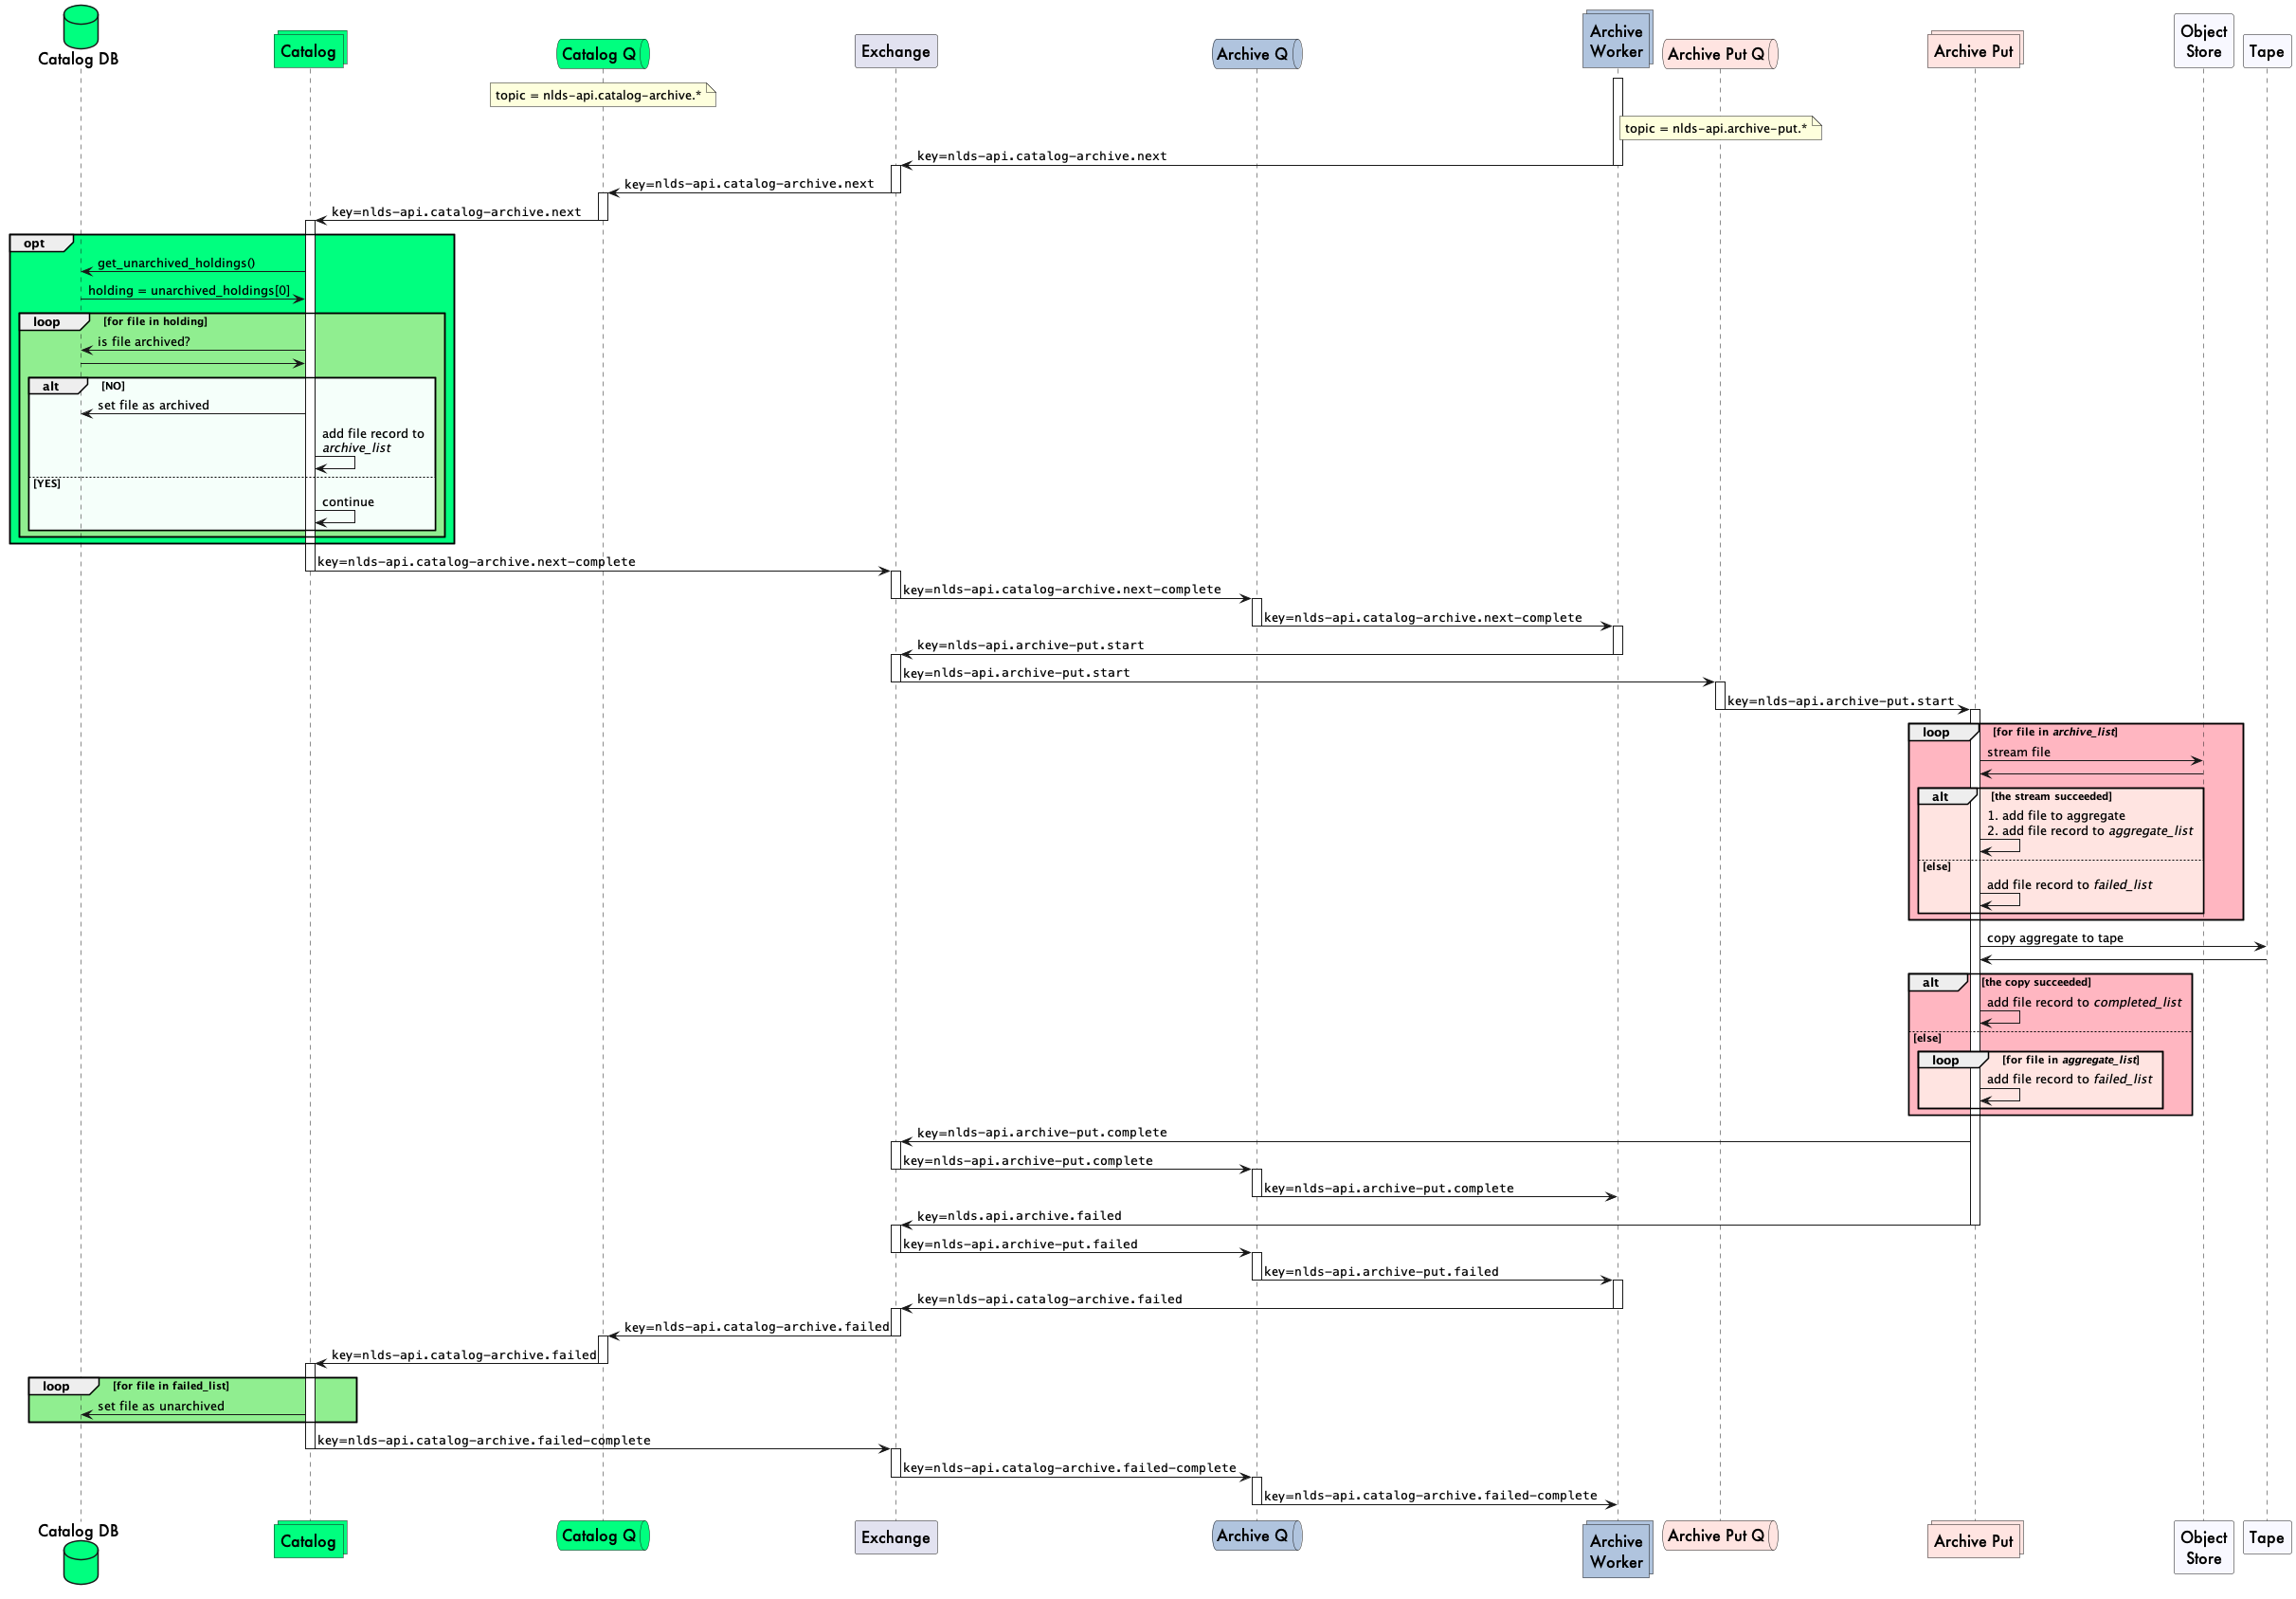 Catalog DB
Catalog
Catalog Q
Exchange
Archive Q
Archive
Worker
Archive Put Q
Archive Put
Object
Store
Tape
topic = nlds-api.catalog-archive.*
topic = nlds-api.archive-put.*
key=nlds-api.catalog-archive.next
key=nlds-api.catalog-archive.next
key=nlds-api.catalog-archive.next
opt
get_unarchived_holdings()
holding = unarchived_holdings[0]
loop [for file in holding]
is file archived?
alt [NO]
set file as archived
add file record to
archive_list
[YES]
continue
key=nlds-api.catalog-archive.next-complete
key=nlds-api.catalog-archive.next-complete
key=nlds-api.catalog-archive.next-complete
key=nlds-api.archive-put.start
key=nlds-api.archive-put.start
key=nlds-api.archive-put.start
loop [for file in archive_list]
stream file
alt [the stream succeeded]
1. add file to aggregate
2. add file record to aggregate_list
[else]
add file record to failed_list
copy aggregate to tape
alt [the copy succeeded]
add file record to completed_list
[else]
loop [for file in aggregate_list]
add file record to failed_list
key=nlds-api.archive-put.complete
key=nlds-api.archive-put.complete
key=nlds-api.archive-put.complete
key=nlds.api.archive.failed
key=nlds-api.archive-put.failed
key=nlds-api.archive-put.failed
key=nlds-api.catalog-archive.failed
key=nlds-api.catalog-archive.failed
key=nlds-api.catalog-archive.failed
loop [for file in failed_list]
set file as unarchived
key=nlds-api.catalog-archive.failed-complete
key=nlds-api.catalog-archive.failed-complete
key=nlds-api.catalog-archive.failed-complete
Catalog DB
Catalog
Catalog Q
Exchange
Archive Q
Archive
Worker
Archive Put Q
Archive Put
Object
Store
Tape